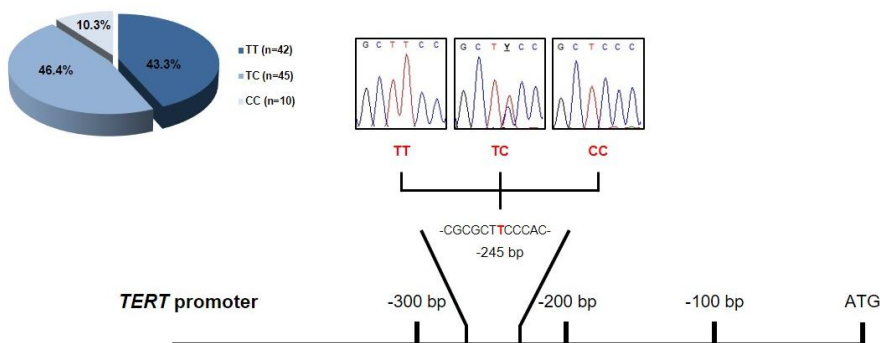 10.3%
43.3%
46.4%
TT (n=42)
TC (n=45)
CC (n=10)
G C T T C C
G C T Y C C
G C T C C C
TT
TC
CC
-CGCGCTTCCCAC-
-245 bp
TERT promoter
-300 bp
-200 bp
-100 bp
ATG